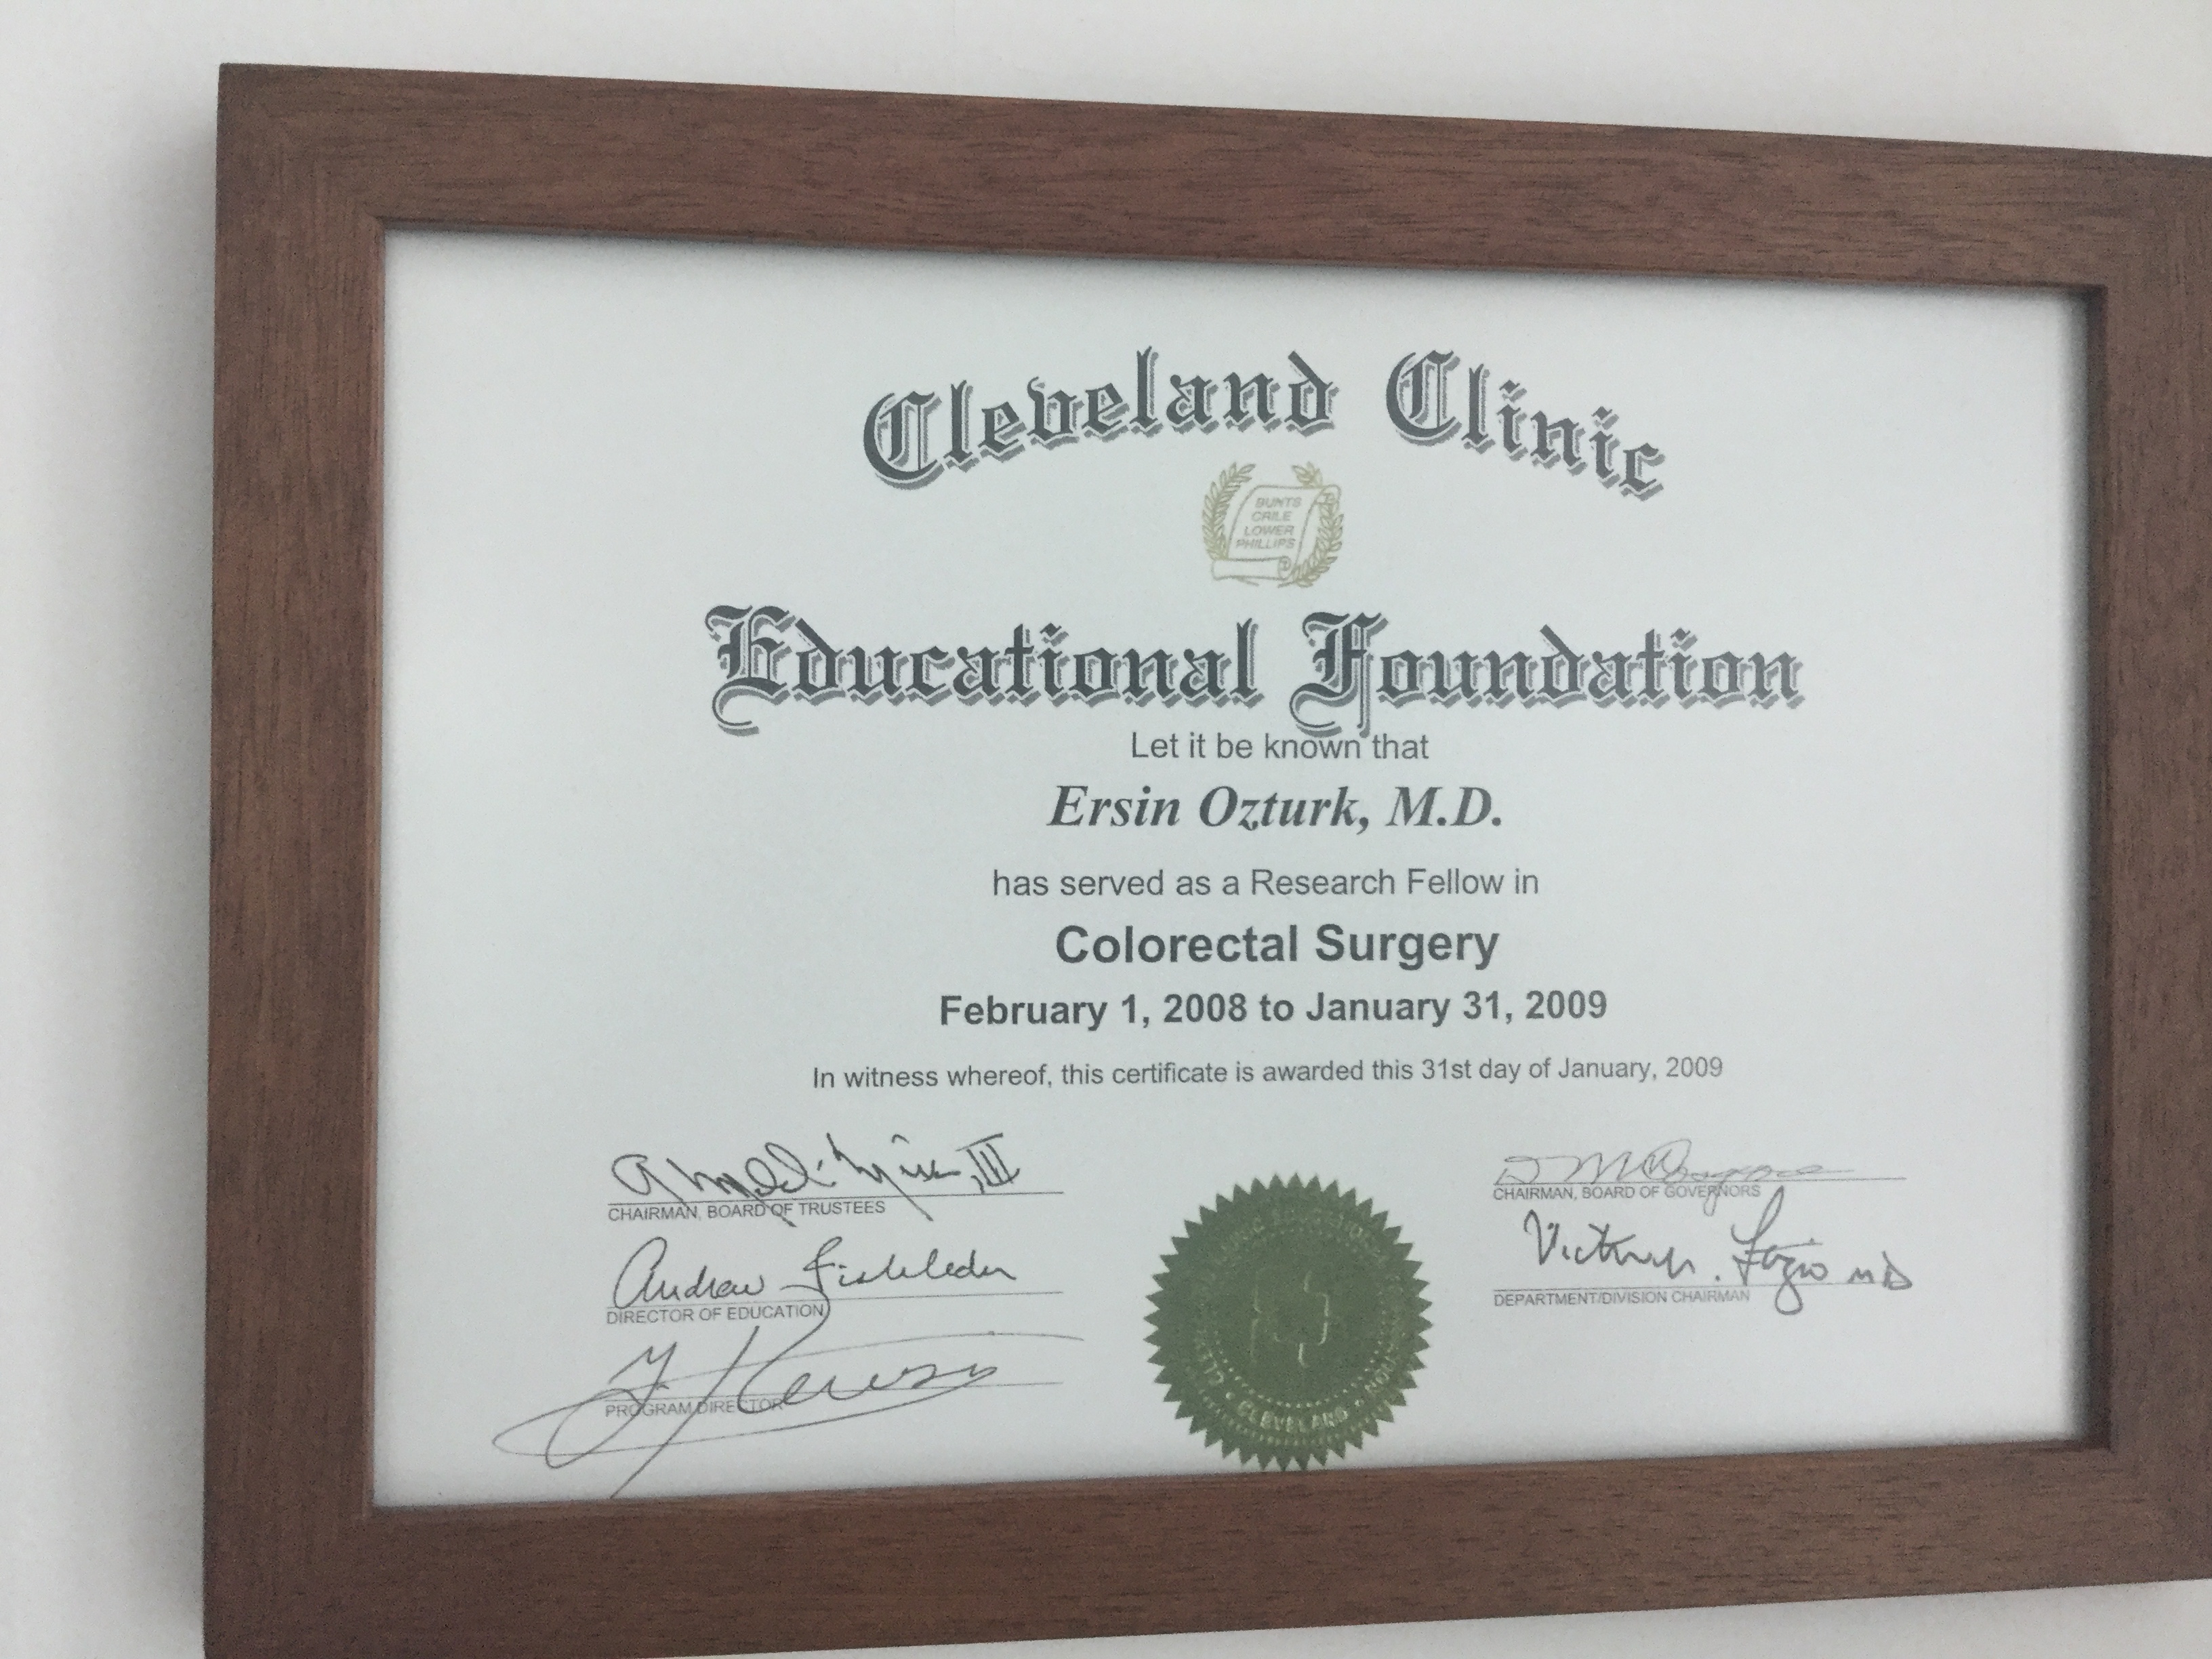 Cleveland Clinic
BUNTS
CRILE
LOWER
PHILLIPS
Educational Foundation
Let it be known that
Ersin Ozturk, M.D.
has served as a Research Fellow in
Colorectal Surgery
February 1, 2008 to January 31, 2009
In witness whereof, this certificate is awarded this 31st day of January, 2009
CHAIRMAN, BOARD OF TRUSTEES
CHAIRMAN, BOARD OF GOVERNORS
Andrew
DIRECTOR OF EDUCATION
Fazio MD
DEPARTMENT/DIVISION CHAIRMAN
PROGRAM DIRECTOR
CLEVELAND